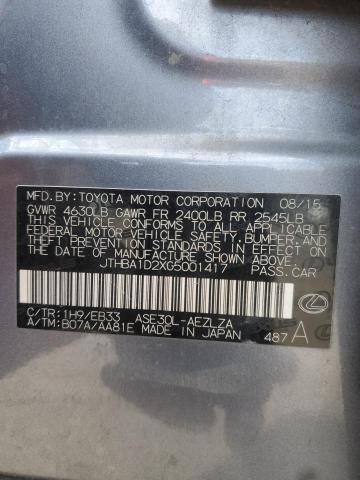 MFD. BY: TOYOTA MOTOR CORPORATION 08/15
GVWR 4630LB GAWR FR 2400LB RR 2545LB
THIS VEHICLE CONFORMS TO ALL APPLICABLE
FEDERAL MOTOR VEHICLE SAFETY, BUMPER, AND
THEFT PREVENTION STANDARDS IN EFFECT ON
THE DATE OF MANUFACTURE SHOWN ABOVE.
JTHBA1D2XG5001417 PASS.CAR
C/TR:1H9/EB33 ASE30L-AEZLZA
A/TM:B07A/AA81E MADE IN JAPAN 487 A